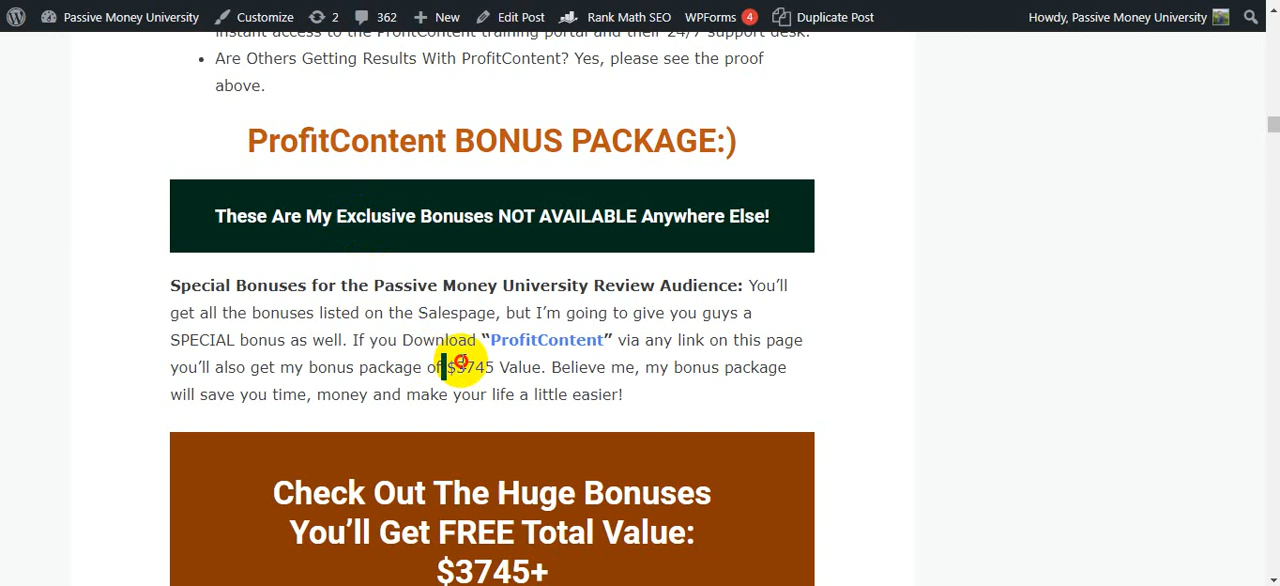 Passive Money University Customize 2 362 New Edit Post Rank Math SEO WPForms 4 Duplicate Post Howdy, Passive Money University
instant access to the ProfitContent training portal and their 24/7 support desk.
• Are Others Getting Results With ProfitContent? Yes, please see the proof
above.
ProfitContent BONUS PACKAGE:)
These Are My Exclusive Bonuses NOT AVAILABLE Anywhere Else!
Special Bonuses for the Passive Money University Review Audience: You’ll
get all the bonuses listed on the Salespage, but I’m going to give you guys a
SPECIAL bonus as well. If you Download “ProfitContent” via any link on this page
you’ll also get my bonus package of $3745 Value. Believe me, my bonus package
will save you time, money and make your life a little easier!
Check Out The Huge Bonuses
You’ll Get FREE Total Value:
$3745+